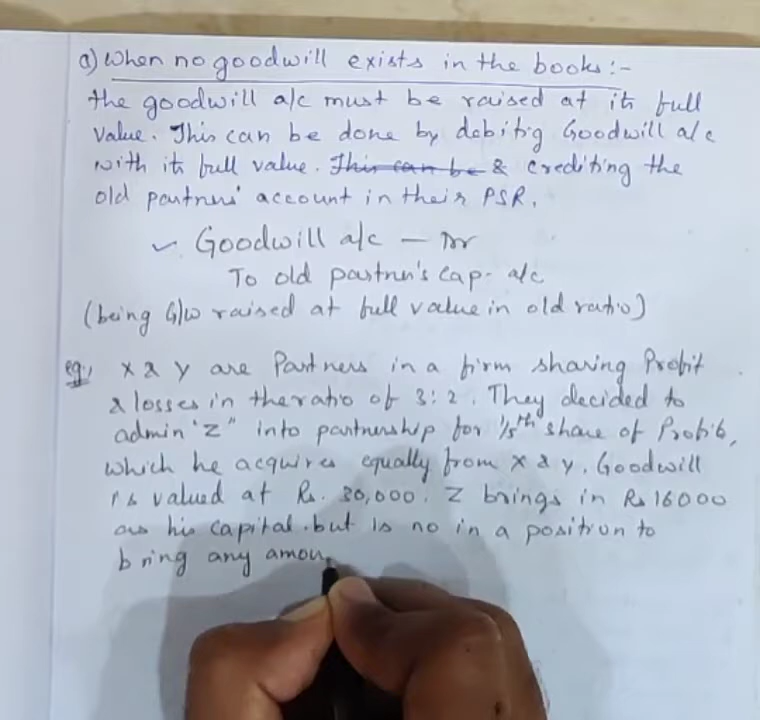 a) When no goodwill exists in the books:-
the goodwill a/c must be raised at its full
value. This can be done by debitig Goodwill a/c
with its full value. This can be & crediting the
old partners' account in their PSR.
✓ Goodwill a/c — Dr
To old partner's cap. a/c
(being G/w raised at full value in old ratio)
eg:, X & Y are Partners in a firm sharing Profit
& losses in the ratio of 3:2. They decided to
admin 'Z" into partnership for 1/5th share of Profit,
which he acquires equally from X & Y. Goodwill
is valued at Rs. 30,000. Z brings in Rs 16000
as his capital. but is no in a position to
bring any amoun